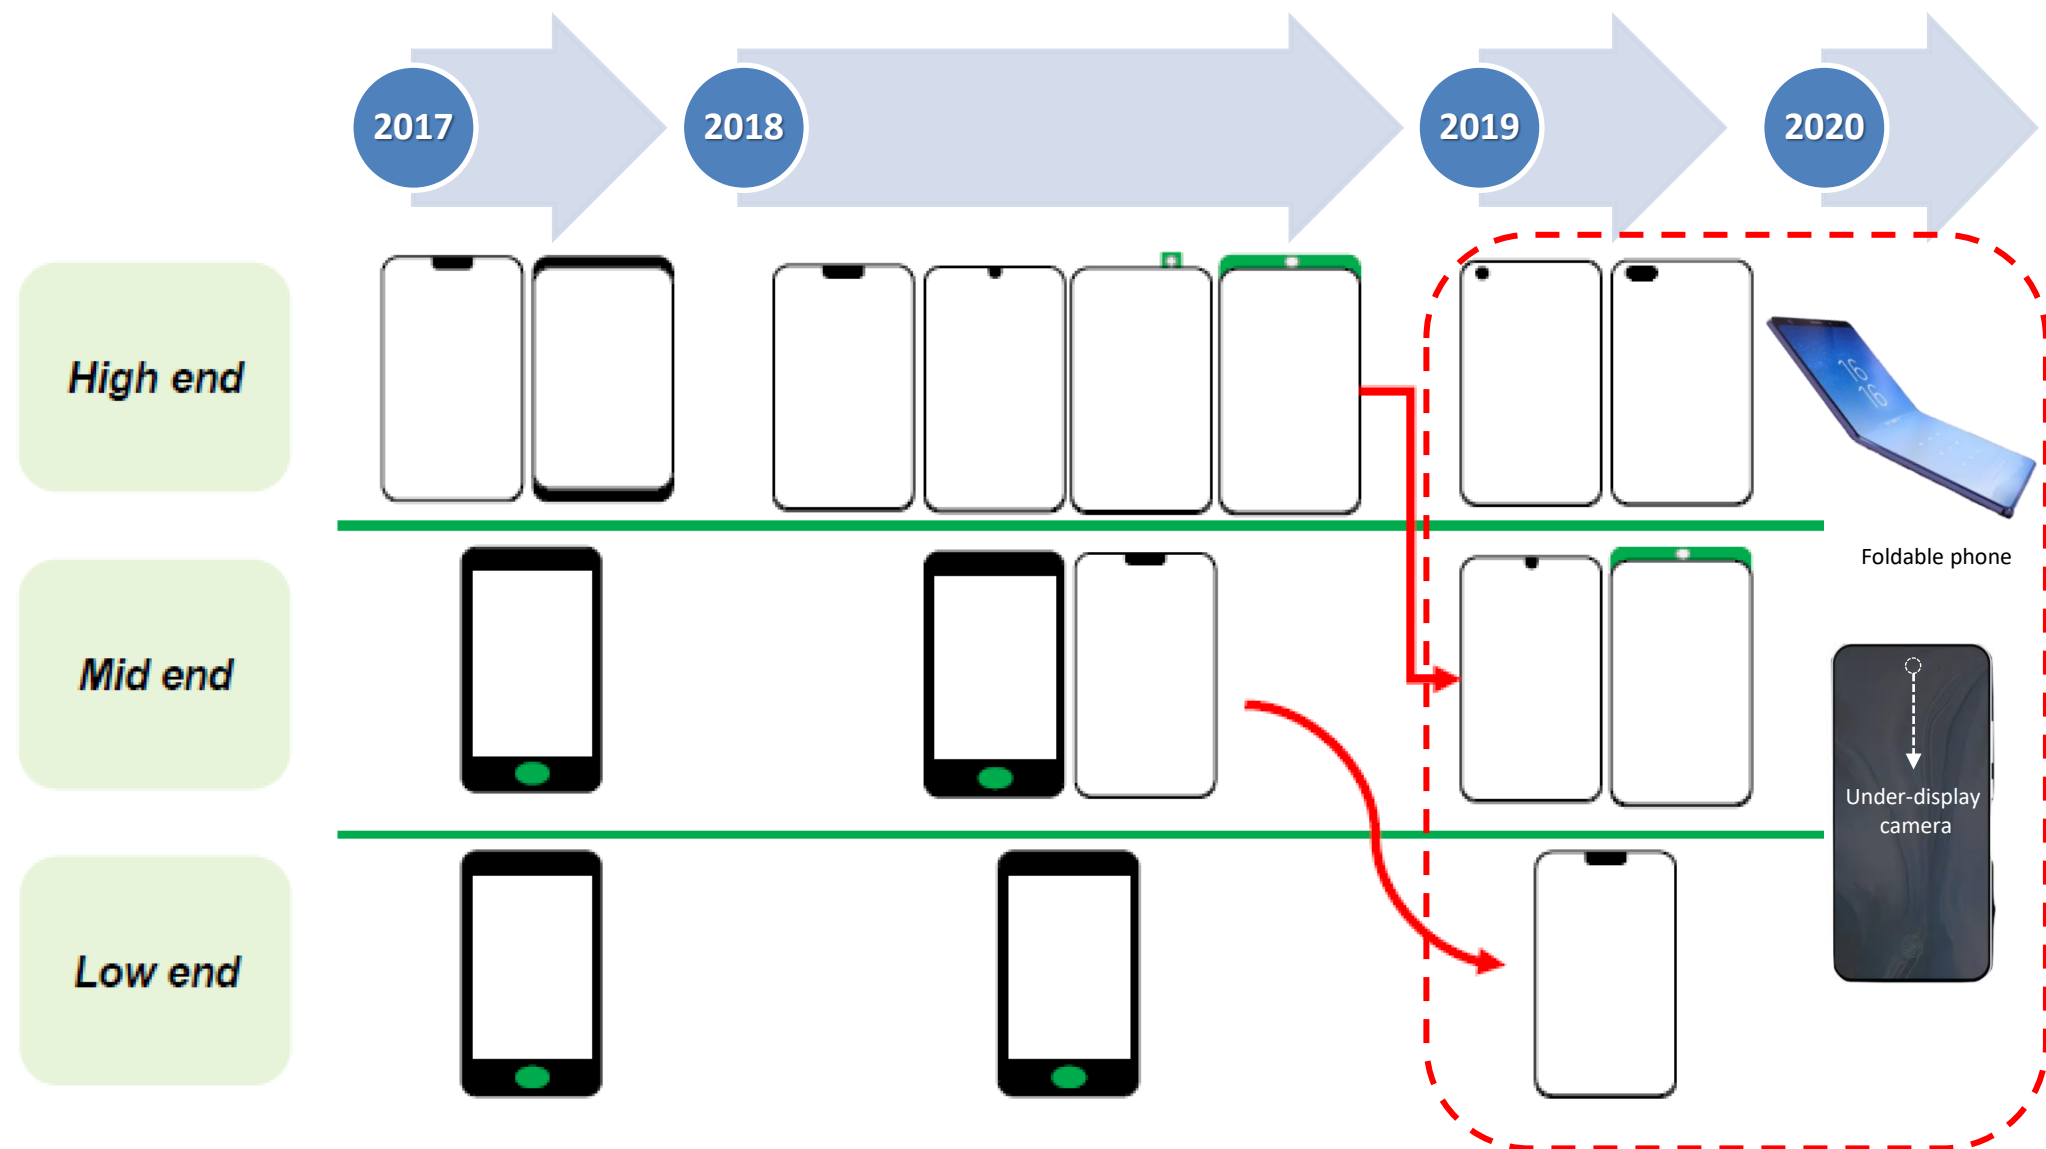 2017
2018
2019
2020
High end
Foldable phone
Mid end
Under-display
camera
Low end